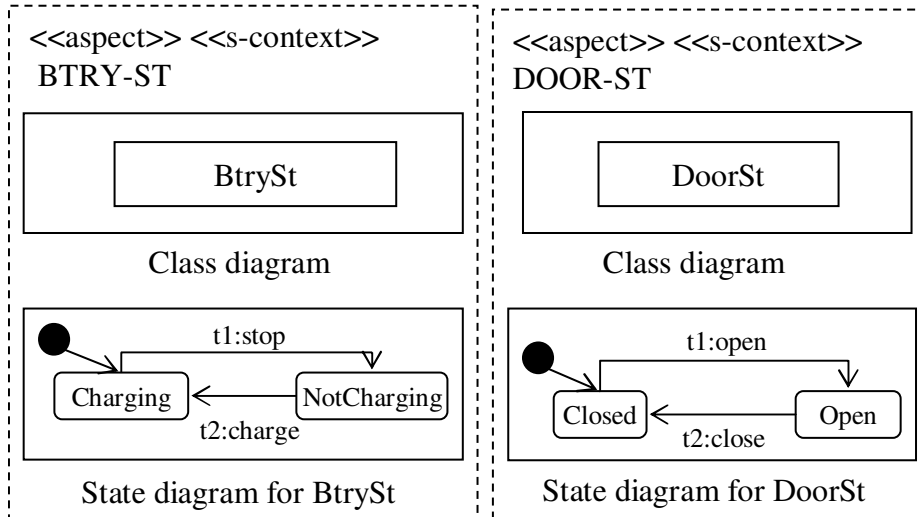 <<aspect>> <<s-context>>
BTRY-ST
BtrySt
Class diagram
t1:stop
Charging
NotCharging
t2:charge
State diagram for BtrySt
<<aspect>> <<s-context>>
DOOR-ST
DoorSt
Class diagram
t1:open
Closed
Open
t2:close
State diagram for DoorSt